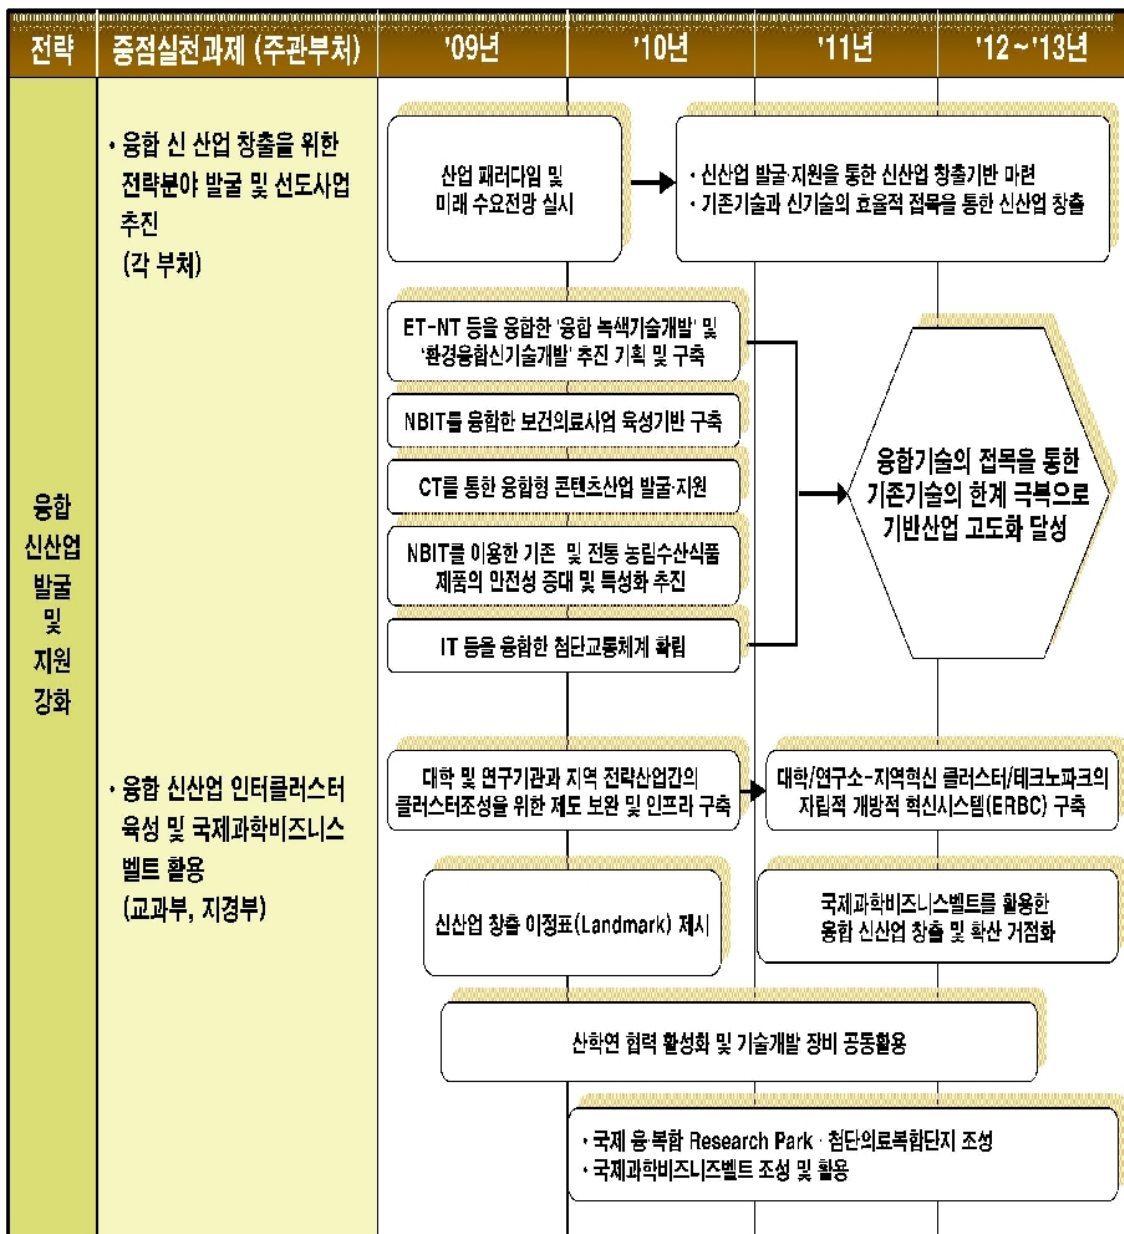 전략
중점실천과제 (주관부처)
'09년
'10년
'11년
'12~'13년
융합
신산업
발굴
및
지원
강화
• 융합 신 산업 창출을 위한
전략분야 발굴 및 선도사업
추진
(각 부처)
산업 패러다임 및
미래 수요전망 실시
• 신산업 발굴·지원을 통한 신산업 창출기반 마련
• 기존기술과 신기술의 효율적 접목을 통한 신산업 창출
ET-NT 등을 융합한 '융합 녹색기술개발' 및
'환경융합신기술개발' 추진 기획 및 구축
NBIT를 융합한 보건의료사업 육성기반 구축
CT를 통한 융합형 콘텐츠산업 발굴·지원
NBIT를 이용한 기존 및 전통 농림수산식품
제품의 안전성 증대 및 특성화 추진
IT 등을 융합한 첨단교통체계 확립
융합기술의 접목을 통한
기존기술의 한계 극복으로
기반산업 고도화 달성
• 융합 신산업 인터클러스터
육성 및 국제과학비즈니스
벨트 활용
(교과부, 지경부)
대학 및 연구기관과 지역 전략산업간의
클러스터조성을 위한 제도 보완 및 인프라 구축
대학/연구소-지역혁신 클러스터/테크노파크의
자립적 개방적 혁신시스템(ERBC) 구축
신산업 창출 이정표(Landmark) 제시
국제과학비즈니스벨트를 활용한
융합 신산업 창출 및 확산 거점화
산학연 협력 활성화 및 기술개발 장비 공동활용
• 국제 융·복합 Research Park · 첨단의료복합단지 조성
• 국제과학비즈니즈벨트 조성 및 활용